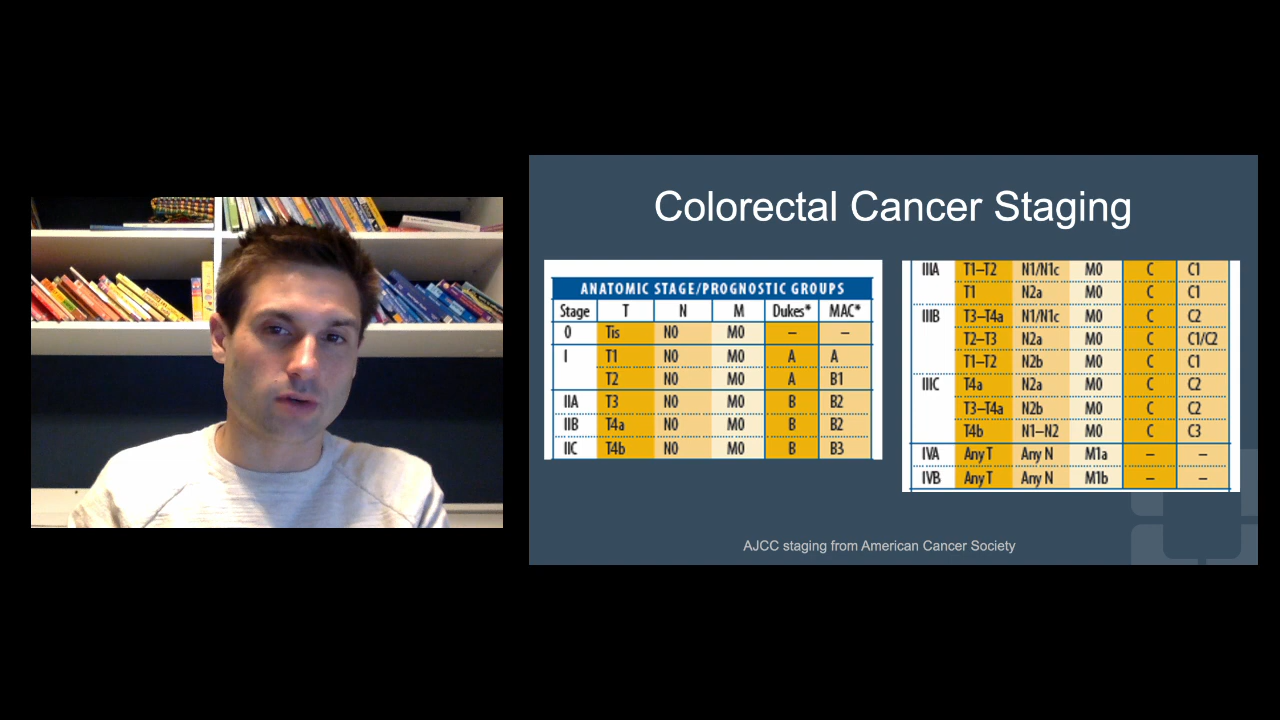 Colorectal Cancer Staging
ANATOMIC STAGE/PROGNOSTIC GROUPS
Stage T N M Dukes* MAC*
0 Tis N0 M0 – –
I T1 N0 M0 A A
T2 N0 M0 A B1
IIA T3 N0 M0 B B2
IIB T4a N0 M0 B B2
IIC T4b N0 M0 B B3
IIIA T1–T2 N1/N1c M0 C C1
T1 N2a M0 C C1
IIIB T3–T4a N1/N1c M0 C C2
T2–T3 N2a M0 C C1/C2
T1–T2 N2b M0 C C1
IIIC T4a N2a M0 C C2
T3–T4a N2b M0 C C2
T4b N1–N2 M0 C C3
IVA Any T Any N M1a – –
IVB Any T Any N M1b – –
AJCC staging from American Cancer Society